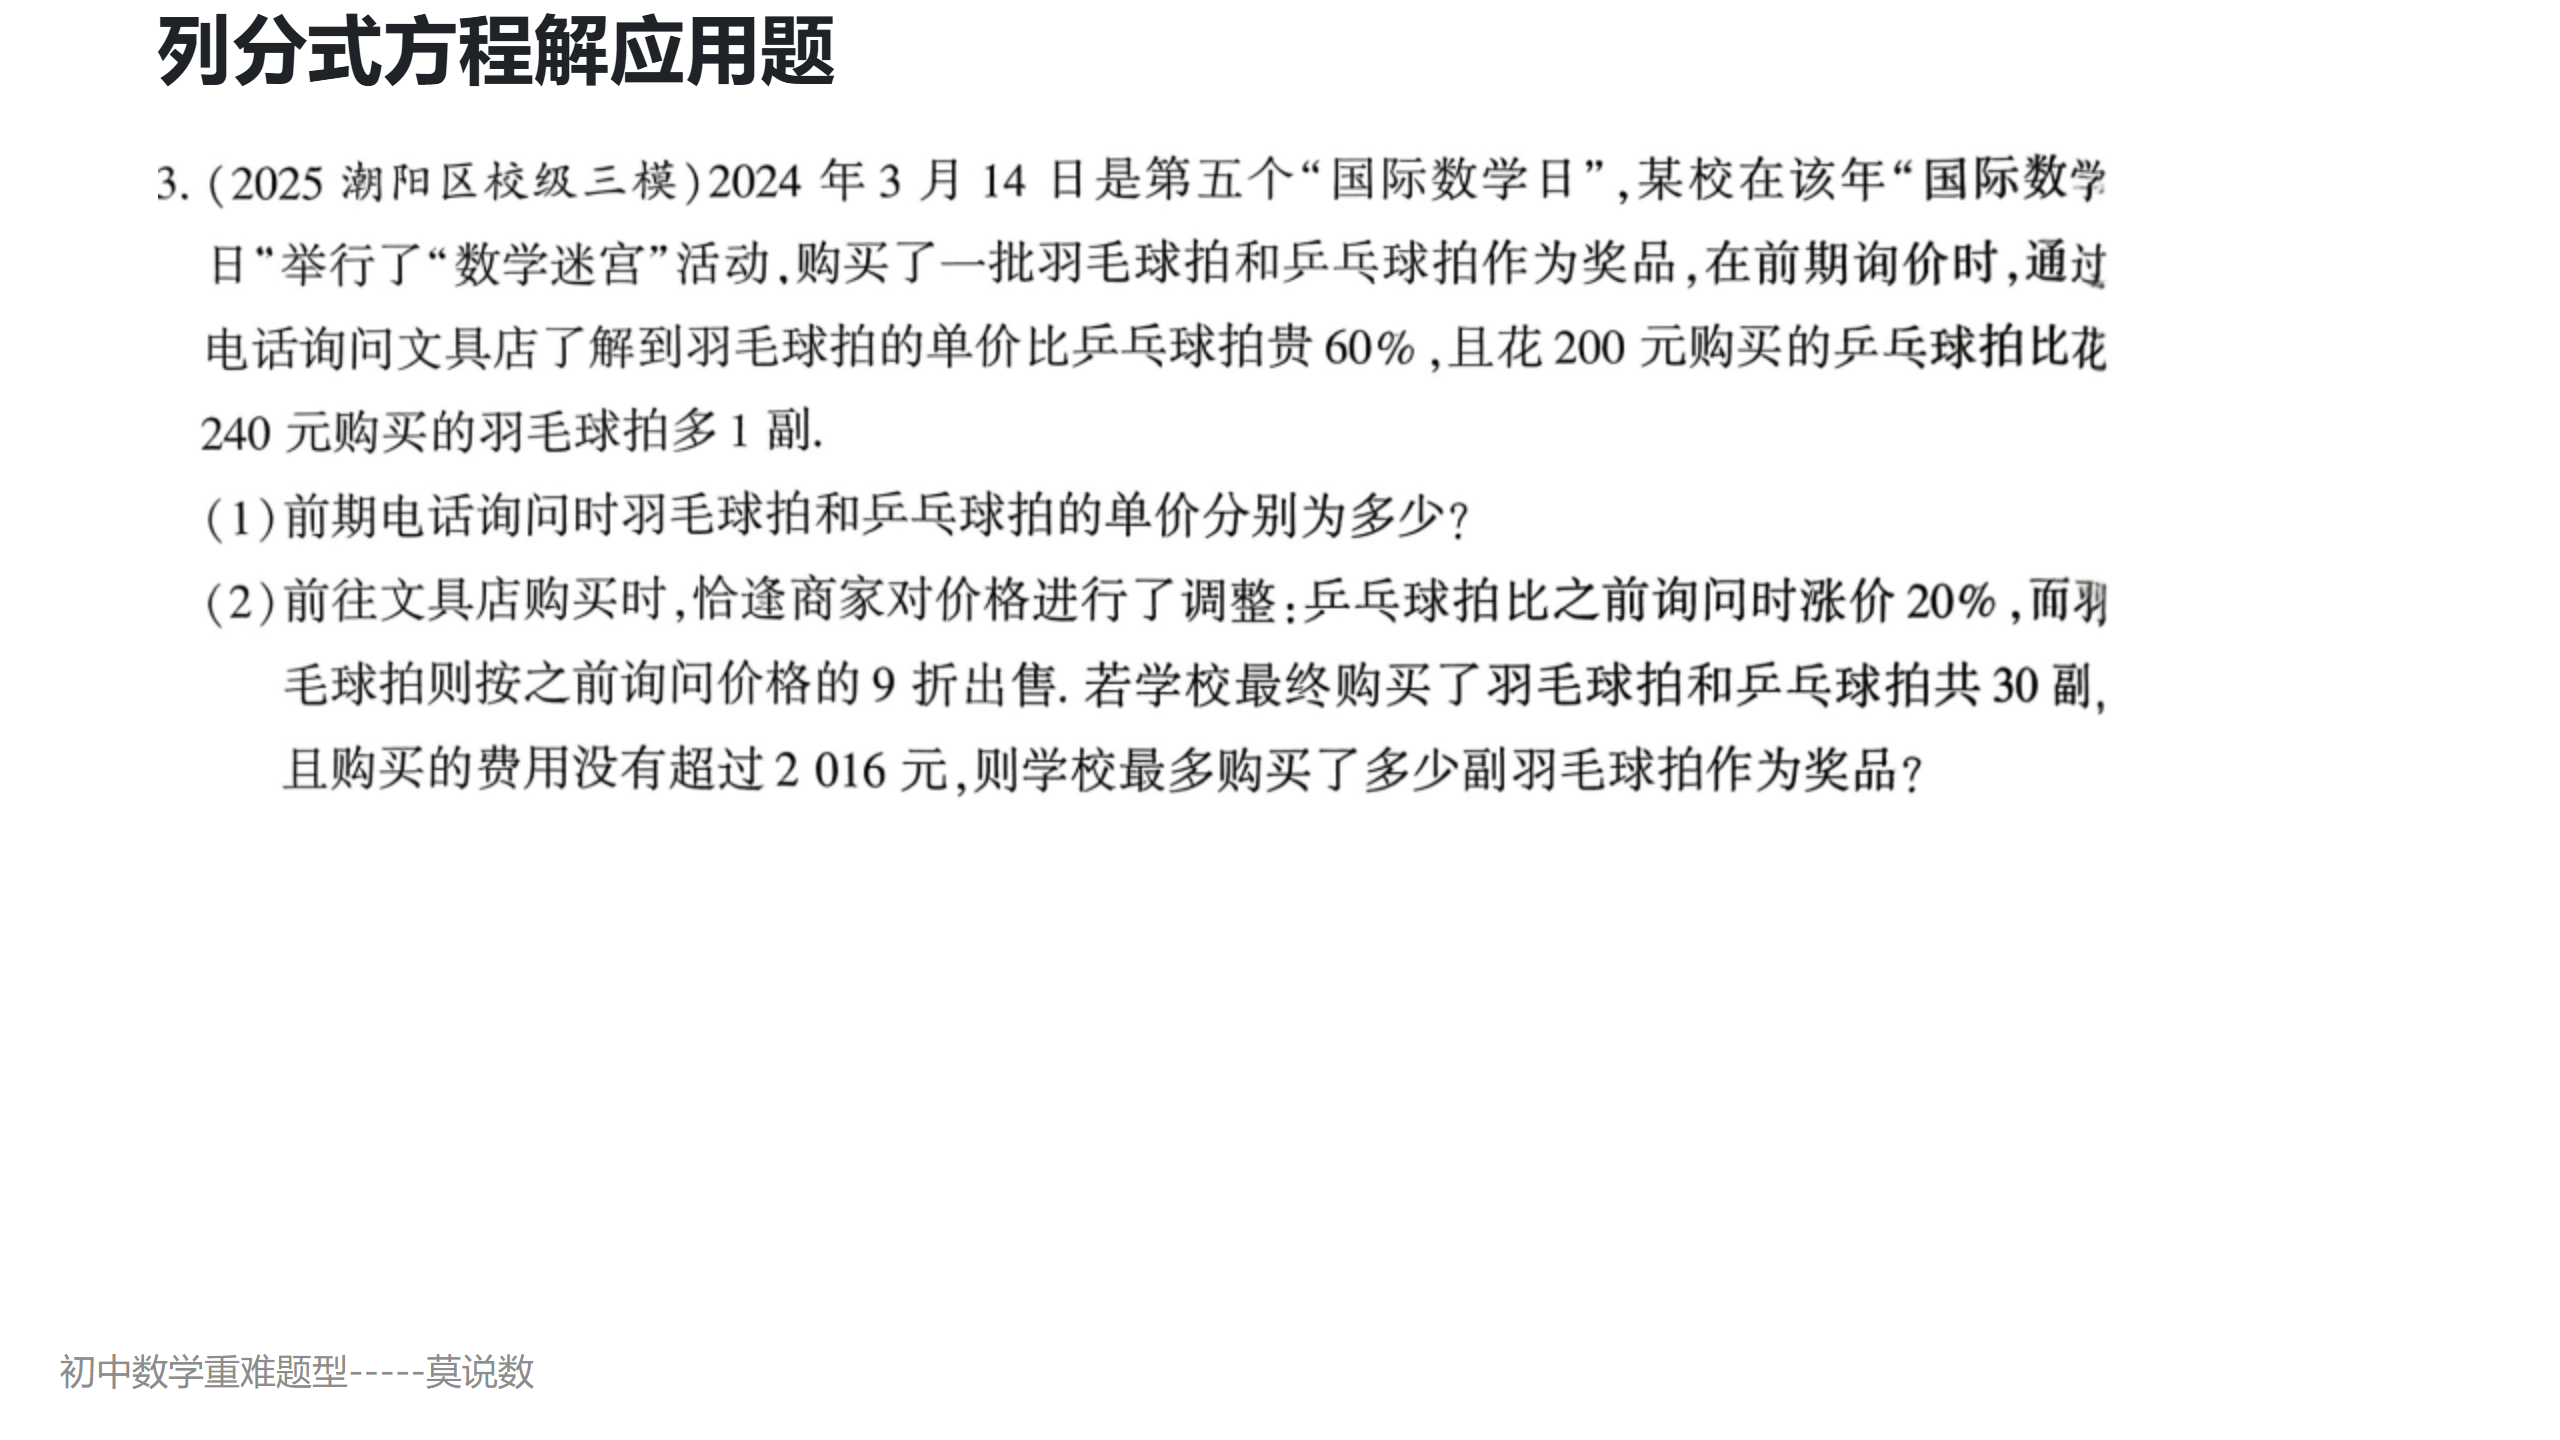 列分式方程解应用题
3. (2025 潮阳区校级三模)2024 年 3 月 14 日是第五个“国际数学日”,某校在该年“国际数学
日”举行了“数学迷宫”活动,购买了一批羽毛球拍和乒乓球拍作为奖品,在前期询价时,通过
电话询问文具店了解到羽毛球拍的单价比乒乓球拍贵 60%,且花 200 元购买的乒乓球拍比花
240 元购买的羽毛球拍多 1 副.
(1)前期电话询问时羽毛球拍和乒乓球拍的单价分别为多少?
(2)前往文具店购买时,恰逢商家对价格进行了调整:乒乓球拍比之前询问时涨价 20%,而羽
毛球拍则按之前询问价格的 9 折出售. 若学校最终购买了羽毛球拍和乒乓球拍共 30 副,
且购买的费用没有超过 2 016 元,则学校最多购买了多少副羽毛球拍作为奖品?
初中数学重难题型-----莫说数